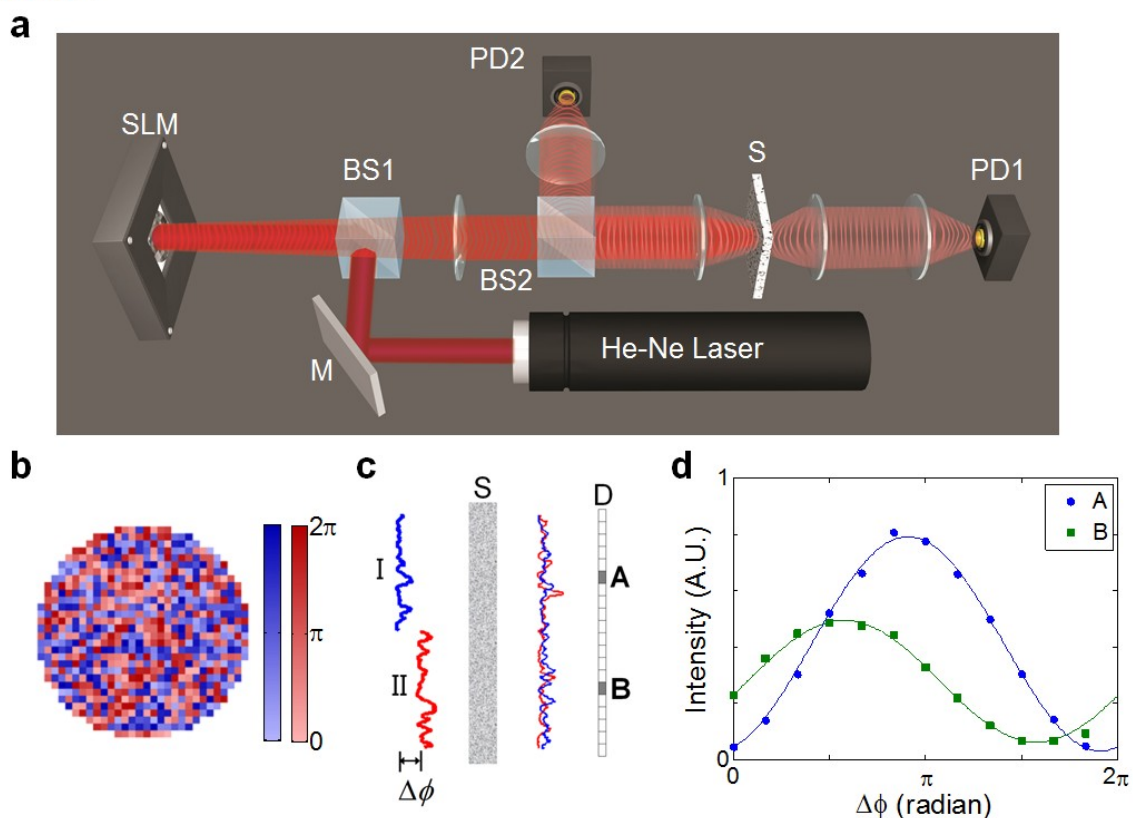 a
PD2
SLM
BS1
S
PD1
BS2
He-Ne Laser
M
b
2π
π
0
c
S
D
I
A
II
B
Δϕ
d
1
A
B
Intensity (A.U.)
0
0
π
2π
Δϕ (radian)